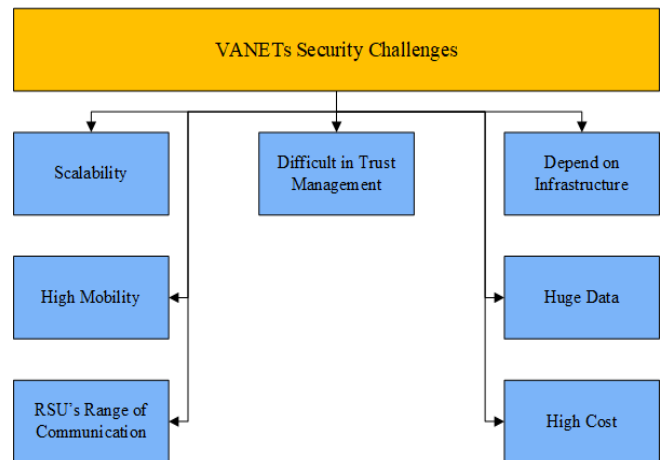 VANETs Security Challenges
Scalability
Difficult in Trust
Management
Depend on
Infrastructure
High Mobility
Huge Data
RSU’s Range of
Communication
High Cost